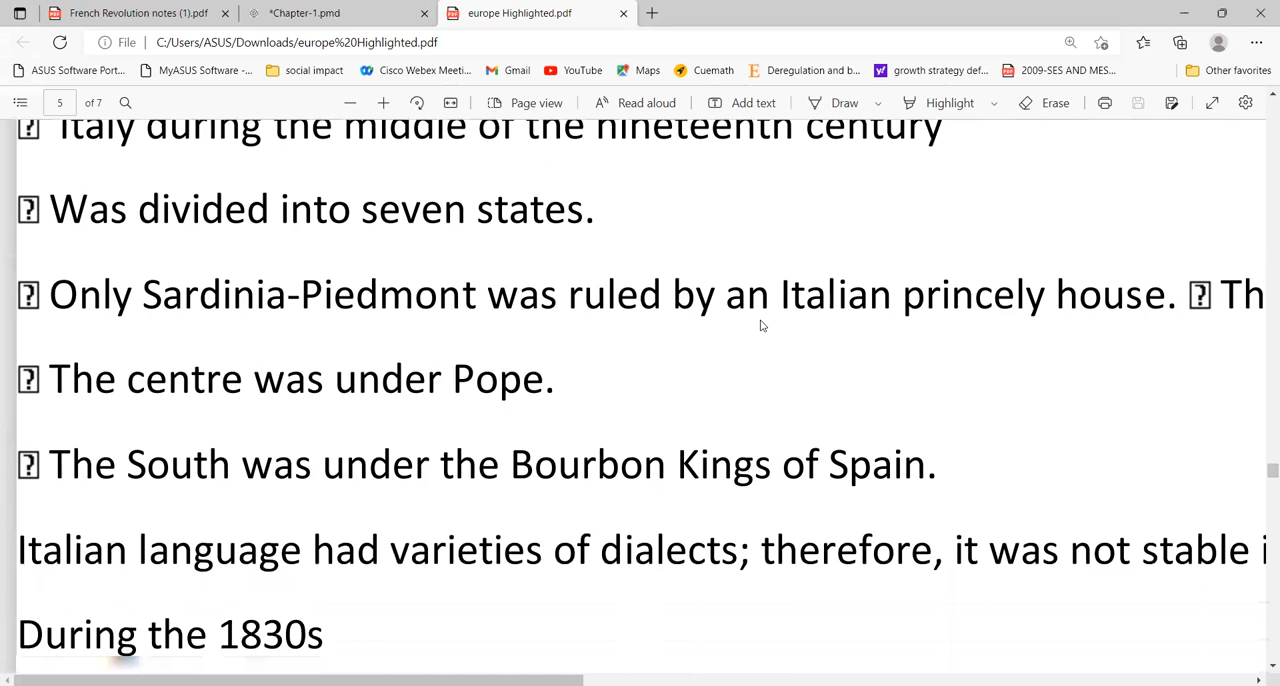 French Revolution notes (1).pdf
*Chapter-1.pmd
europe Highlighted.pdf
File
C:/Users/ASUS/Downloads/europe%20Highlighted.pdf
ASUS Software Port...
MyASUS Software -...
social impact
Cisco Webex Meeti...
Gmail
YouTube
Maps
Cuemath
Deregulation and b...
growth strategy def...
2009-SES AND MES...
Other favorites
5 of 7
Page view
Read aloud
Add text
Draw
Highlight
Erase
Italy during the middle of the nineteenth century
Was divided into seven states.
Only Sardinia-Piedmont was ruled by an Italian princely house. Th
The centre was under Pope.
The South was under the Bourbon Kings of Spain.
Italian language had varieties of dialects; therefore, it was not stable i
During the 1830s